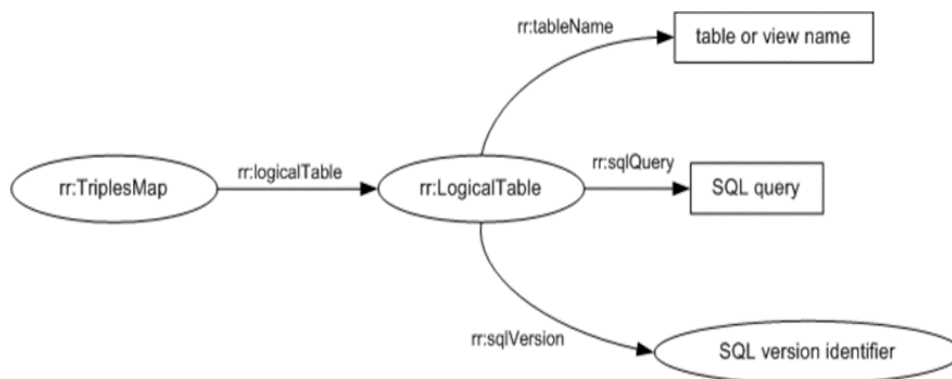 rr:tableName
table or view name
rr:TriplesMap
rr:logicalTable
rr:LogicalTable
rr:sqlQuery
SQL query
rr:sqlVersion
SQL version identifier